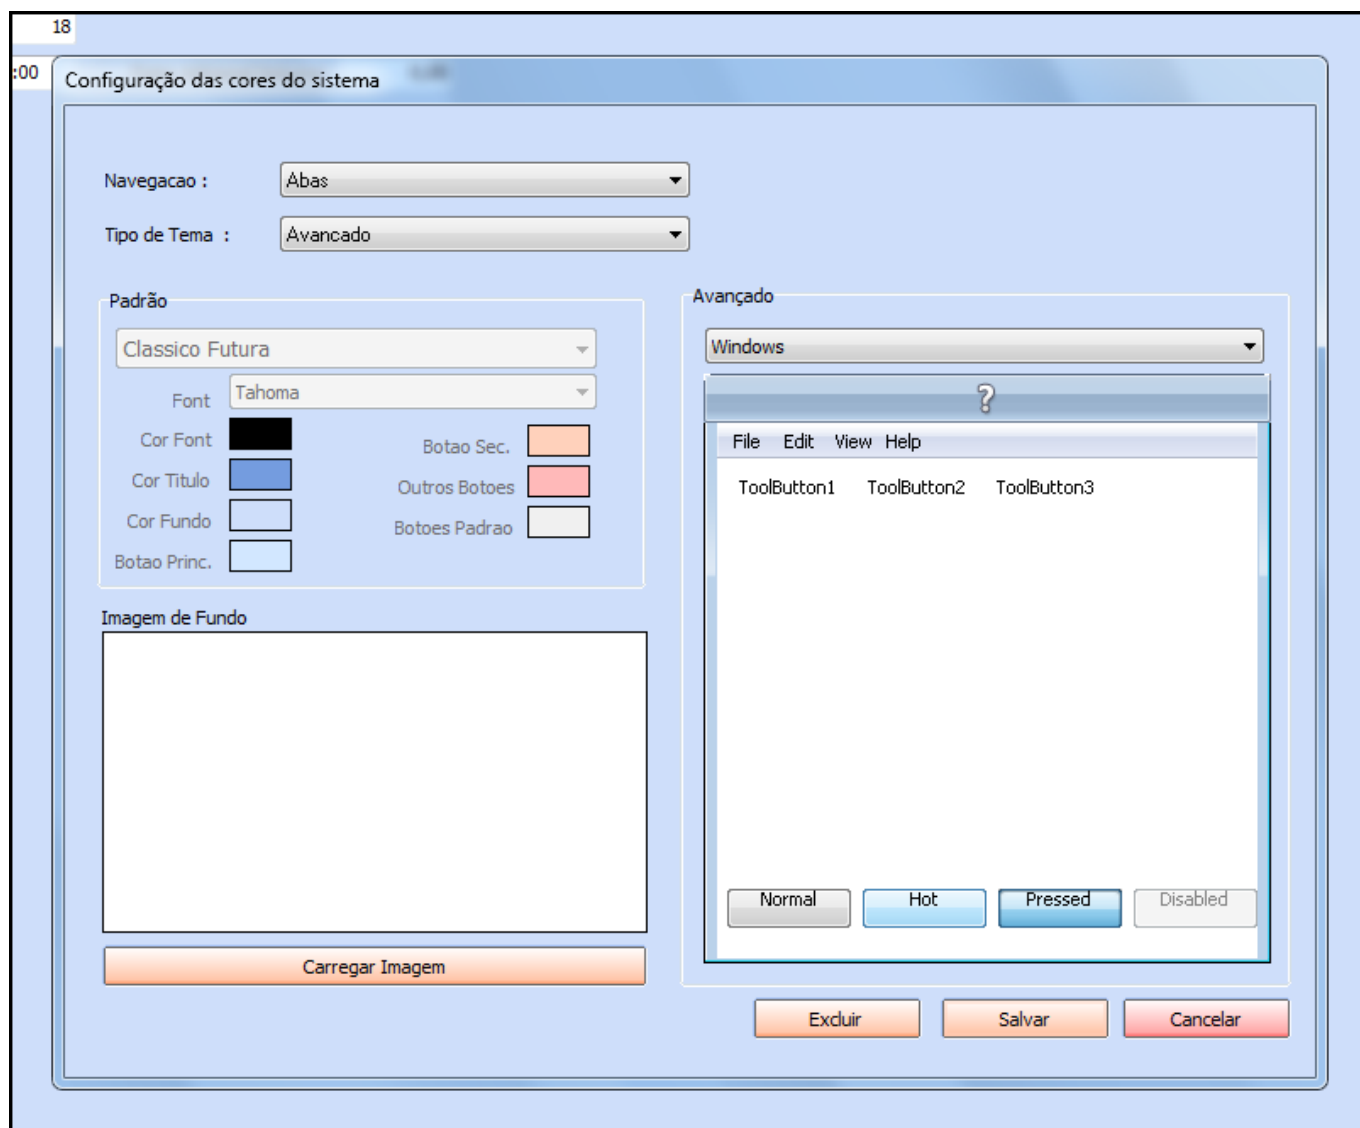 18
:00
Configuração das cores do sistema
Navegacao : Abas
Tipo de Tema : Avancado
Padrão
Classico Futura
Font Tahoma
Cor Font
Botao Sec.
Cor Titulo
Outros Botoes
Cor Fundo
Botoes Padrao
Botao Princ.
Imagem de Fundo
Carregar Imagem
Avançado
Windows
?
File Edit View Help
ToolButton1 ToolButton2 ToolButton3
Normal Hot Pressed Disabled
Excluir Salvar Cancelar